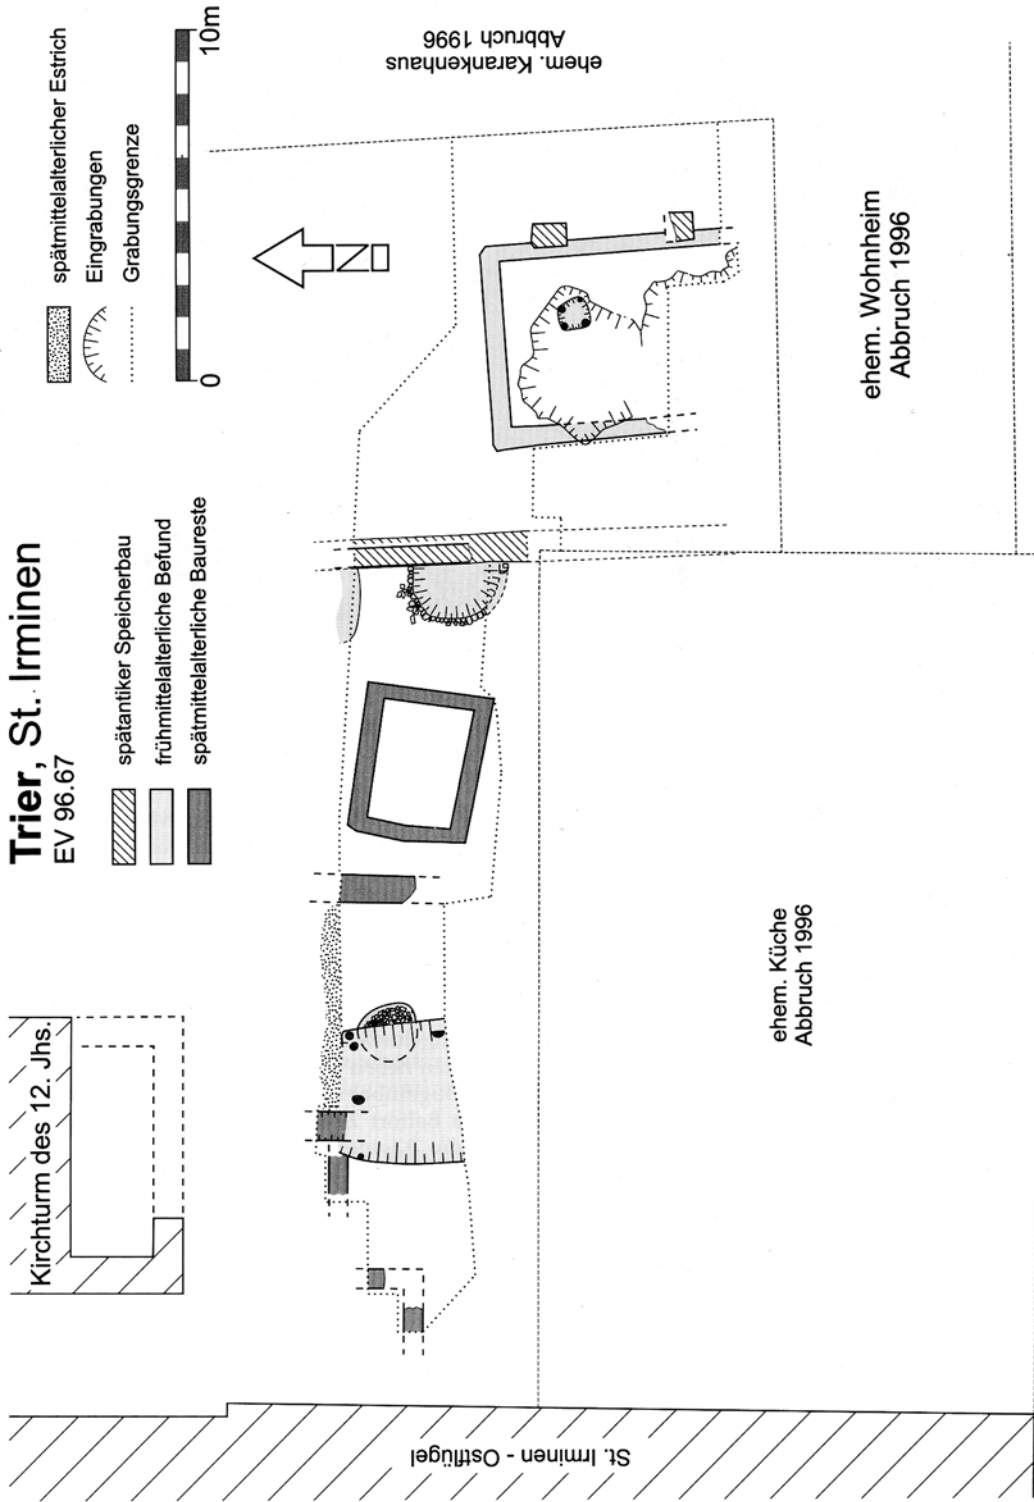 Trier, St. Irminen
EV 96.67
spätantiker Speicherbau
frühmittelalterliche Befund
spätmittelalterliche Baureste
spätmittelalterlicher Estrich
Eingrabungen
Grabungsgrenze
0
10m
N
Kirchturm des 12. Jhs.
ehem. Karankenhaus
Abbruch 1996
ehem. Wohnheim
Abbruch 1996
ehem. Küche
Abbruch 1996
St. Irminen - Ostflügel